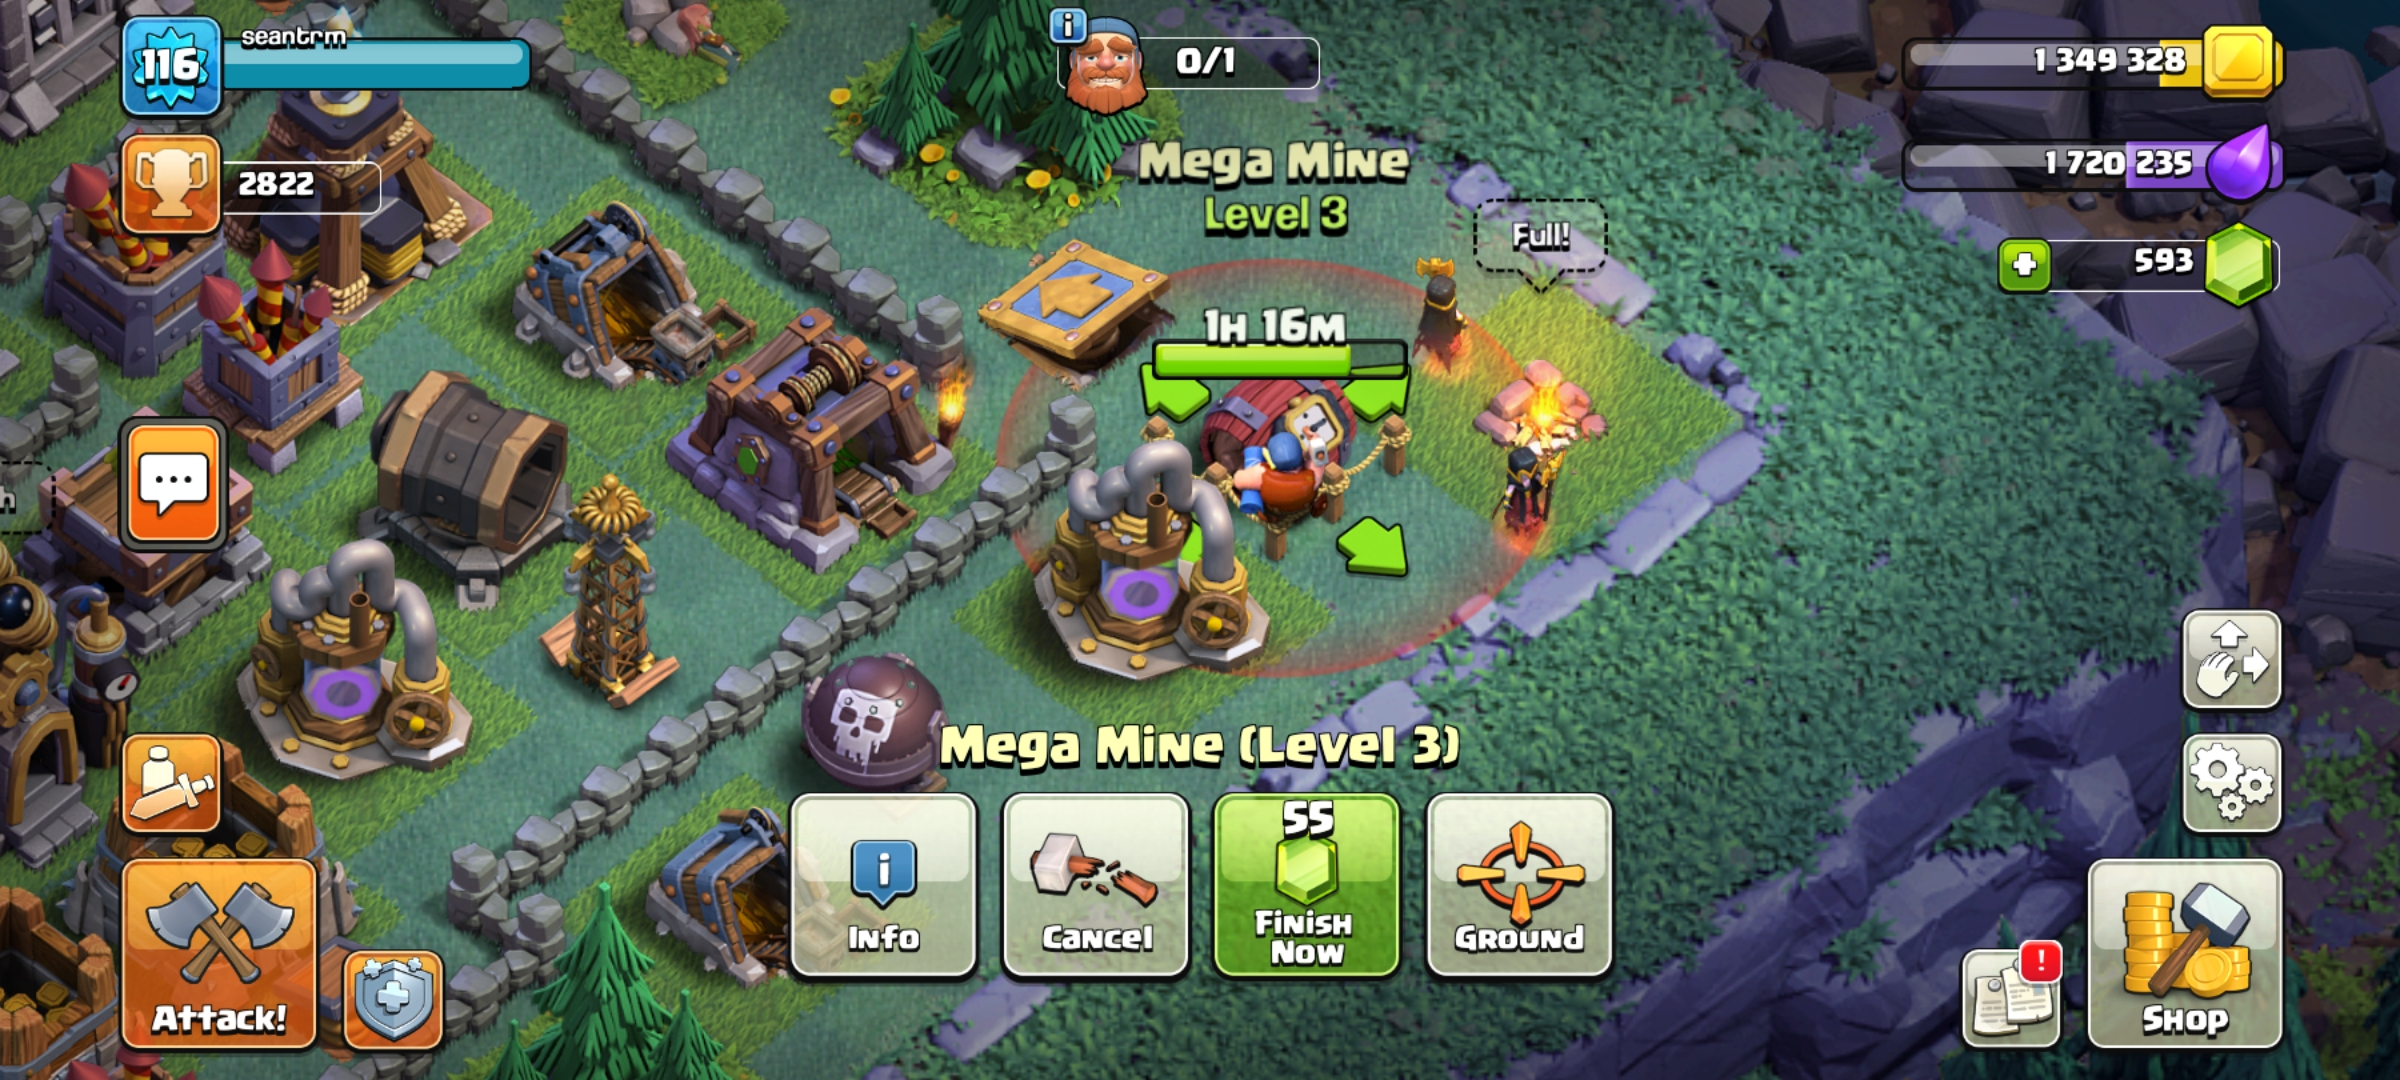 116
seantrm
0/1
1 349 328
Mega Mine
Level 3
2822
1 720 235
Full!
593
1H 16M
h
Mega Mine (Level 3)
Info
Cancel
55
Finish
Now
Ground
Attack!
!
Shop